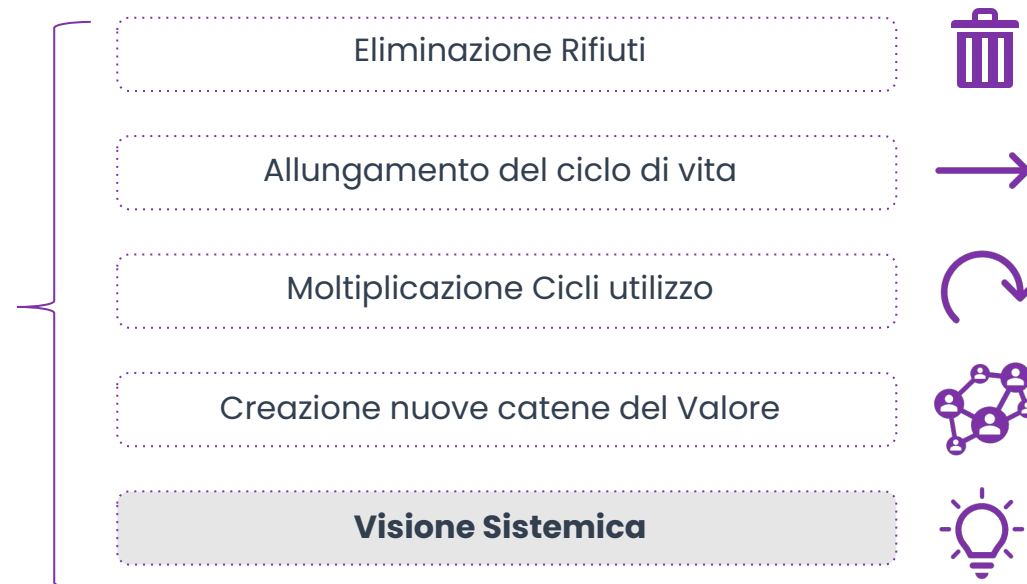 Eliminazione Rifiuti
Allungamento del ciclo di vita
Moltiplicazione Cicli utilizzo
Creazione nuove catene del Valore
Visione Sistemica